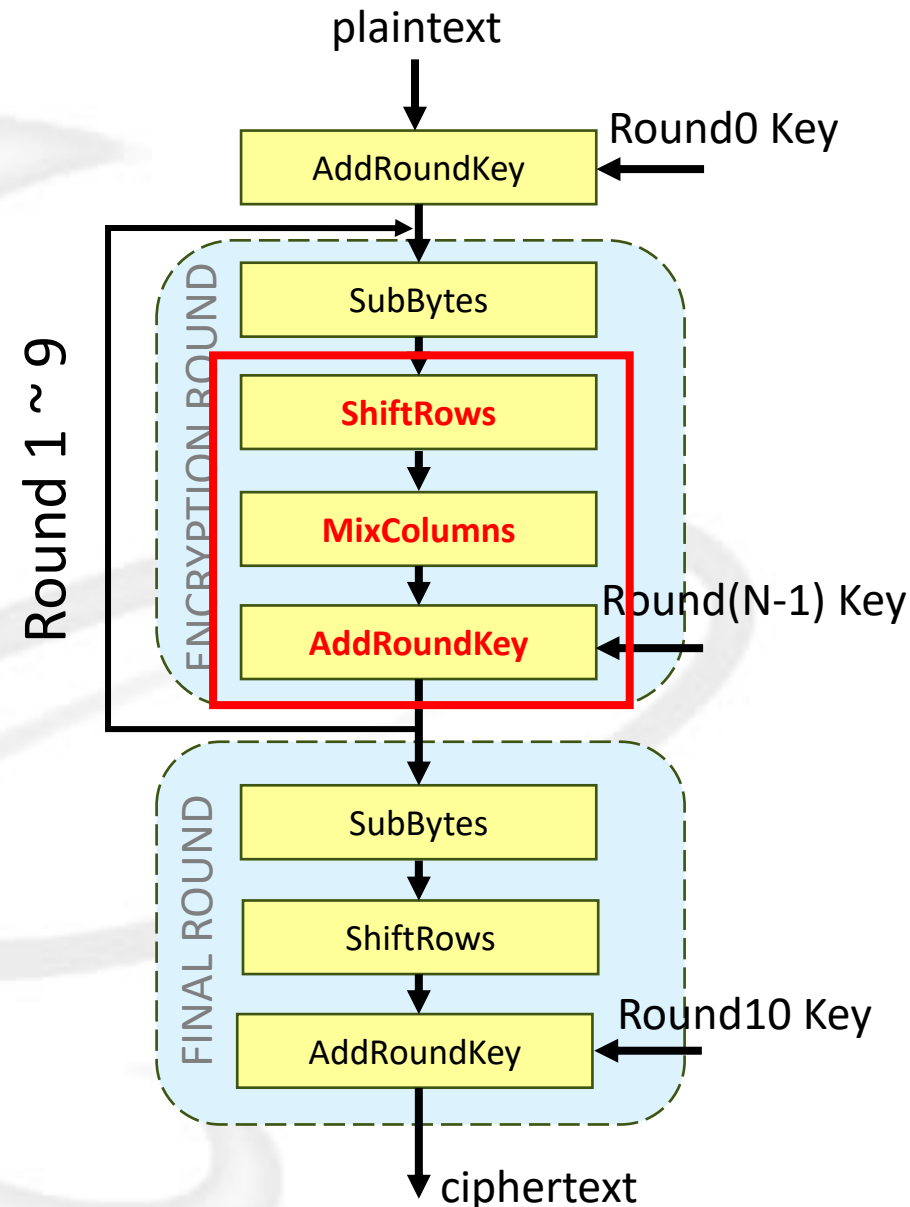 plaintext
Round0 Key
AddRoundKey
Round 1 ~ 9
ENCRYPTION ROUND
SubBytes
ShiftRows
MixColumns
Round(N-1) Key
AddRoundKey
FINAL ROUND
SubBytes
ShiftRows
Round10 Key
AddRoundKey
ciphertext